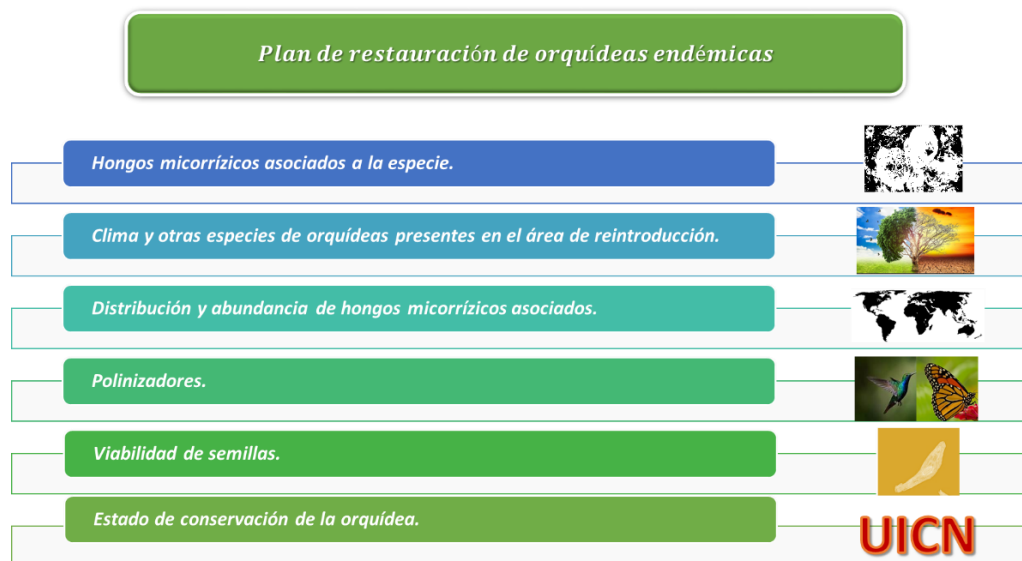 Plan de restauración de orquídeas endémicas
Hongos micorrízicos asociados a la especie.
Clima y otras especies de orquídeas presentes en el área de reintroducción.
Distribución y abundancia de hongos micorrízicos asociados.
Polinizadores.
Viabilidad de semillas.
Estado de conservación de la orquídea.
UICN